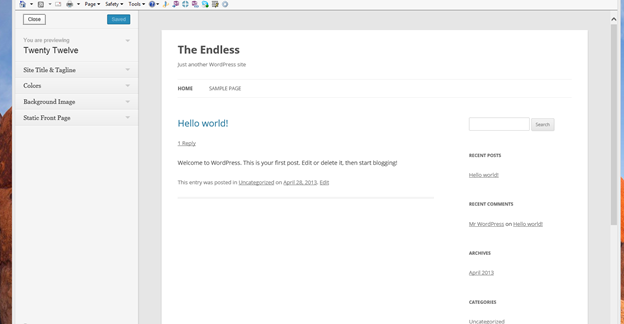 Page
Safety
Tools
Close
Saved
You are previewing
Twenty Twelve
Site Title & Tagline
Colors
Background Image
Static Front Page
The Endless
Just another WordPress site
HOME SAMPLE PAGE
Hello world!
1 Reply
Welcome to WordPress. This is your first post. Edit or delete it, then start blogging!
This entry was posted in Uncategorized on April 28, 2013. Edit
Search
RECENT POSTS
Hello world!
RECENT COMMENTS
Mr WordPress on Hello world!
ARCHIVES
April 2013
CATEGORIES
Uncategorized